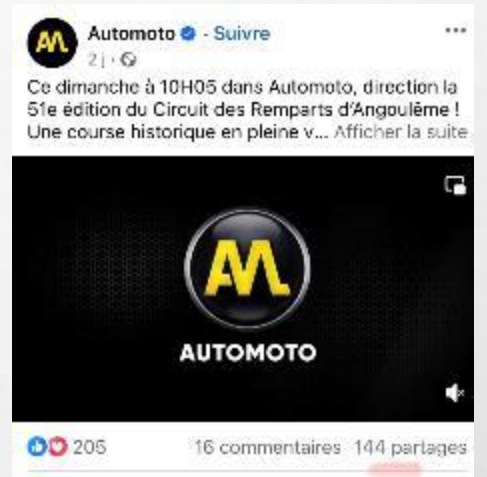 Automoto · Suivre
2 j ·
Ce dimanche à 10H05 dans Automoto, direction la
51e édition du Circuit des Remparts d'Angoulême !
Une course historique en pleine v... Afficher la suite
AM
AUTOMOTO
205 16 commentaires 144 partages